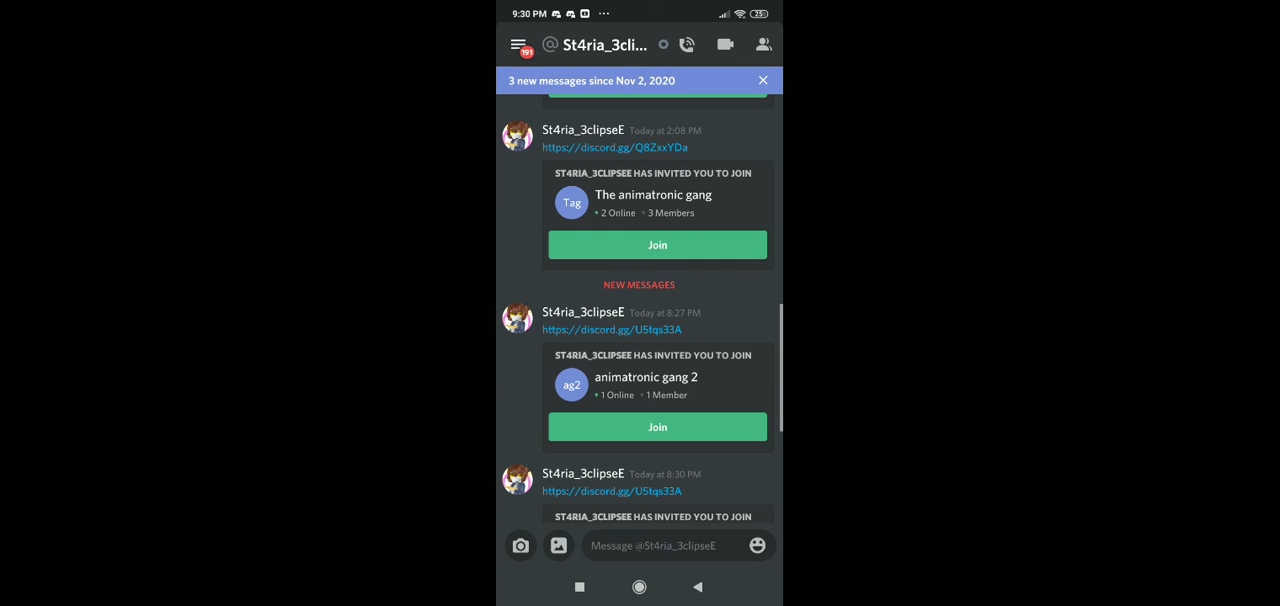 9:30 PM ... 25
191 @ St4ria_3cli...
3 new messages since Nov 2, 2020
St4ria_3clipseE Today at 2:08 PM
https://discord.gg/Q8ZxxYDa
ST4RIA_3CLIPSEE HAS INVITED YOU TO JOIN
Tag The animatronic gang
2 Online 3 Members
Join
NEW MESSAGES
St4ria_3clipseE Today at 8:27 PM
https://discord.gg/U5tqs33A
ST4RIA_3CLIPSEE HAS INVITED YOU TO JOIN
ag2 animatronic gang 2
1 Online 1 Member
Join
St4ria_3clipseE Today at 8:30 PM
https://discord.gg/U5tqs33A
ST4RIA_3CLIPSEE HAS INVITED YOU TO JOIN
Message @St4ria_3clipseE